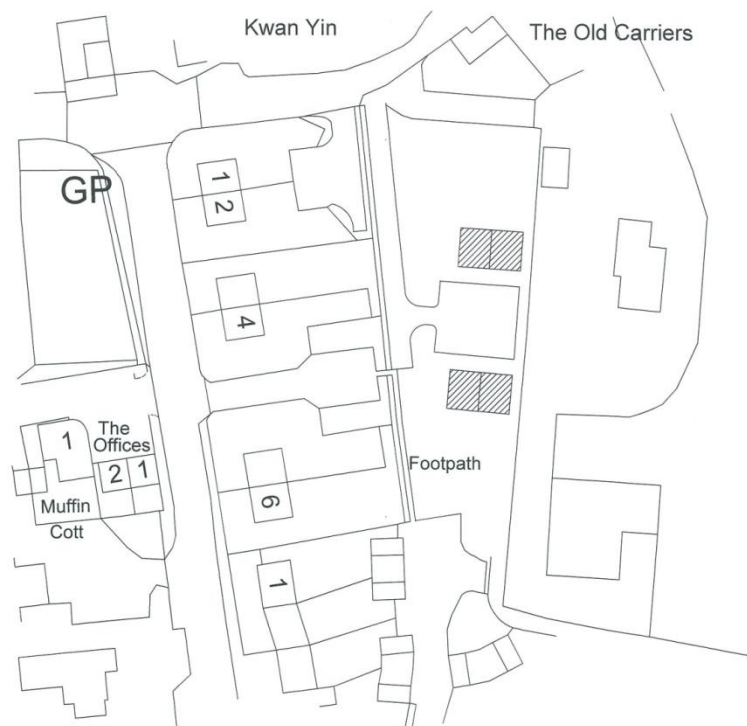 Kwan Yin
The Old Carriers
GP
1
2
4
The
Offices
1
2
1
Footpath
Muffin
Cott
6
1